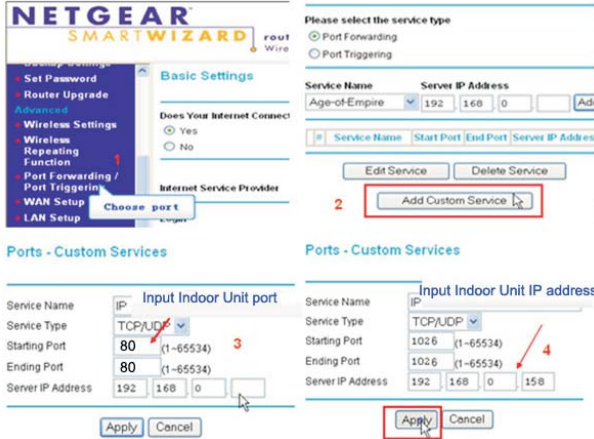 NETGEAR
SMARTWIZARD rout
Wire
Set Password
Router Upgrade
Advanced
Wireless Settings
Wireless
Repeating
Function
1
Port Forwarding /
Port Triggering
WAN Setup
LAN Setup
Choose port
Basic Settings
Does Your Internet Connect
Yes
No
Internet Service Provider
Login
Please select the service type
Port Forwarding
Port Triggering
Service Name Server IP Address
Age-of-Empire 192 . 168 . 0 . Add
# Service Name Start Port End Port Server IP Addres
Edit Service Delete Service
2 Add Custom Service
Ports - Custom Services
Input Indoor Unit port
Service Name IP
Service Type TCP/UDP
Starting Port 80 (1~65534) 3
Ending Port 80 (1~65534)
Server IP Address 192 . 168 . 0 .
Apply Cancel
Ports - Custom Services
Input Indoor Unit IP address
Service Name IP
Service Type TCP/UDP
Starting Port 1026 (1~65534)
4
Ending Port 1026 (1~65534)
Server IP Address 192 . 168 . 0 . 158
Apply Cancel